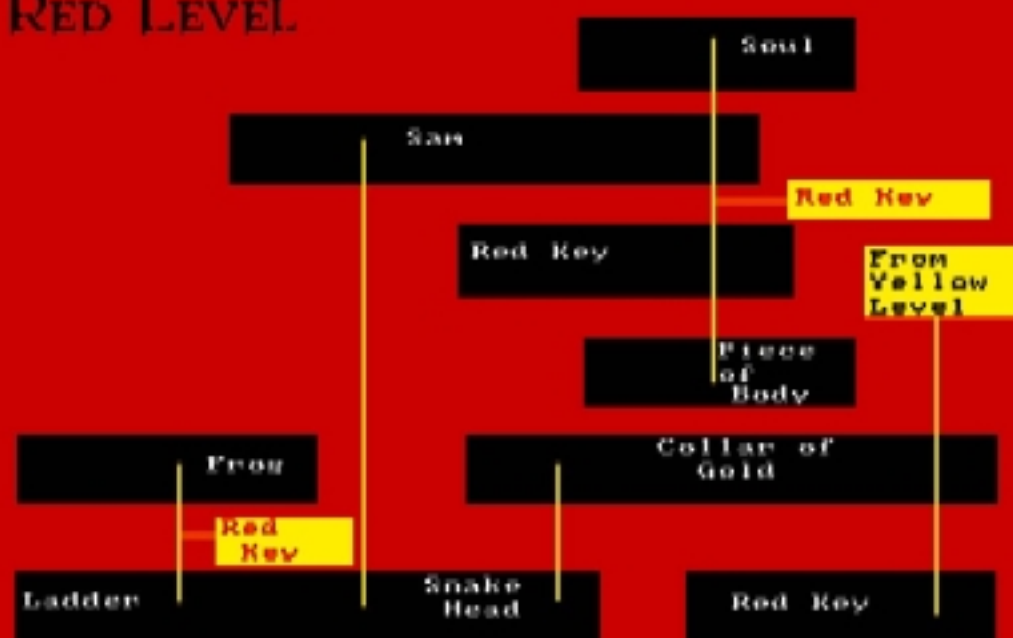 RED LEVEL
Soul
Sam
Red Key
Red Key
From
Yellow
Level
Piece
of
Body
Collar of
Gold
Frog
Red
Key
Snake
Head
Ladder
Red Key